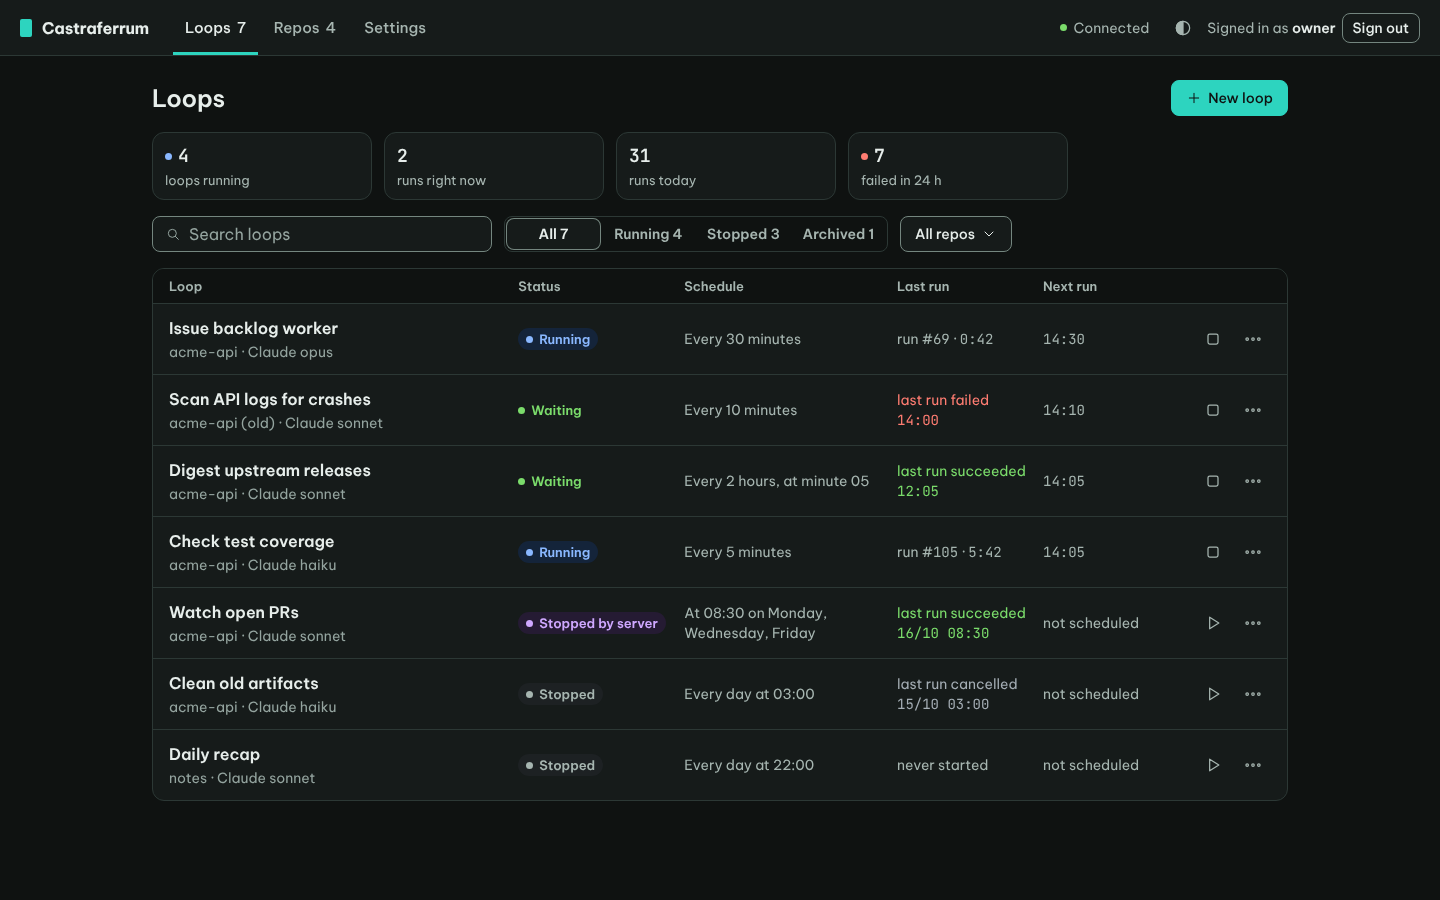 Castraferrum Loops 7 Repos 4 Settings Connected Signed in as owner Sign out
Loops New loop
4 2 31 7
loops running runs right now runs today failed in 24 h
Search loops All 7 Running 4 Stopped 3 Archived 1 All repos
Loop Status Schedule Last run Next run
Issue backlog worker
acme-api · Claude opus
Running Every 30 minutes run #69 · 0:42 14:30
Scan API logs for crashes
acme-api (old) · Claude sonnet
Waiting Every 10 minutes last run failed
14:00
14:10
Digest upstream releases
acme-api · Claude sonnet
Waiting Every 2 hours, at minute 05 last run succeeded
12:05
14:05
Check test coverage
acme-api · Claude haiku
Running Every 5 minutes run #105 · 5:42 14:05
Watch open PRs
acme-api · Claude sonnet
Stopped by server At 08:30 on Monday,
Wednesday, Friday
last run succeeded
16/10 08:30
not scheduled
Clean old artifacts
acme-api · Claude haiku
Stopped Every day at 03:00 last run cancelled
15/10 03:00
not scheduled
Daily recap
notes · Claude sonnet
Stopped Every day at 22:00 never started not scheduled